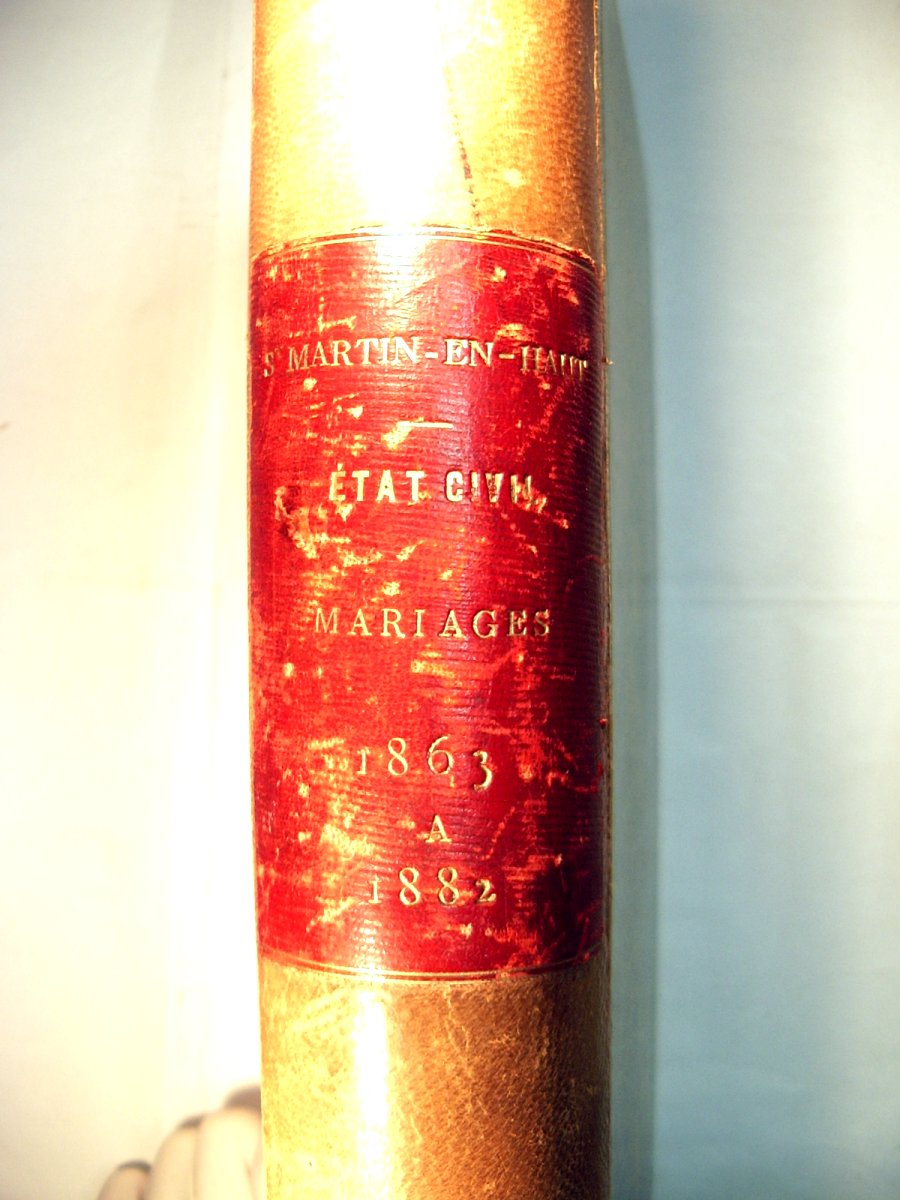 St MARTIN-EN-HAUT
ÉTAT CIVIL
MARIAGES
1863
A
1882